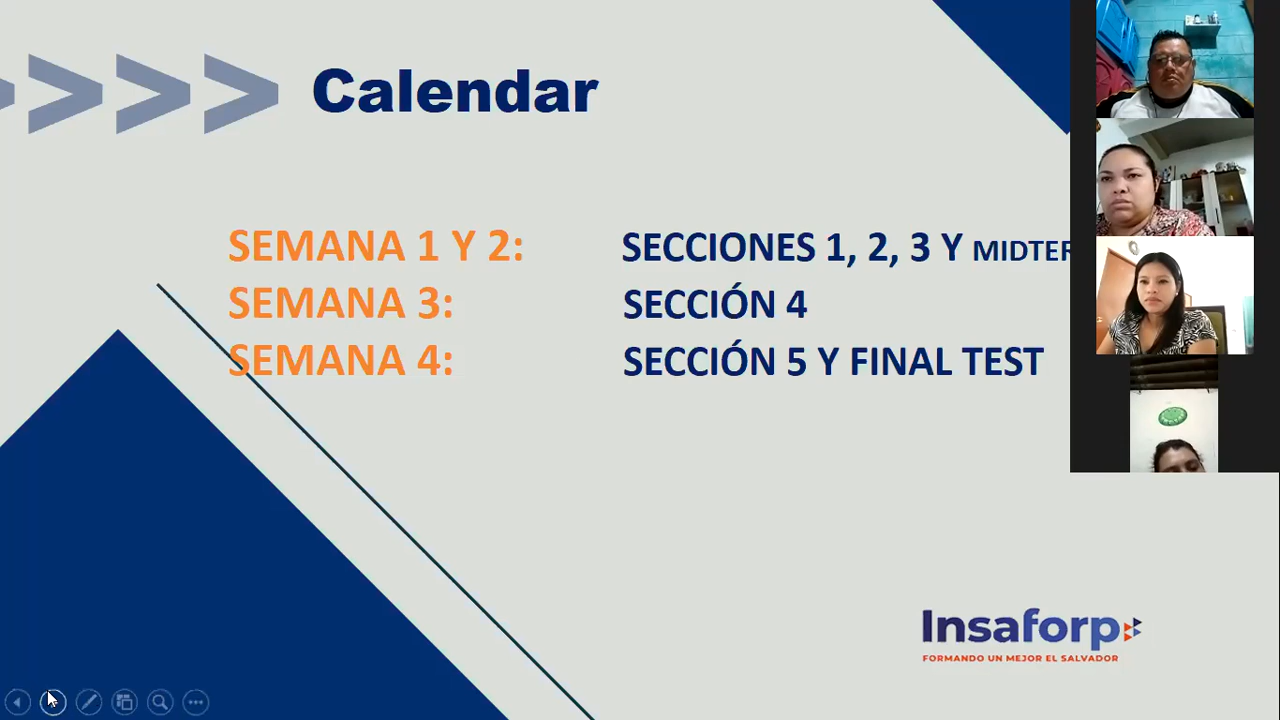 Calendar
SEMANA 1 Y 2: SECCIONES 1, 2, 3 Y MIDTER
SEMANA 3: SECCIÓN 4
SEMANA 4: SECCIÓN 5 Y FINAL TEST
Insaforp
FORMANDO UN MEJOR EL SALVADOR